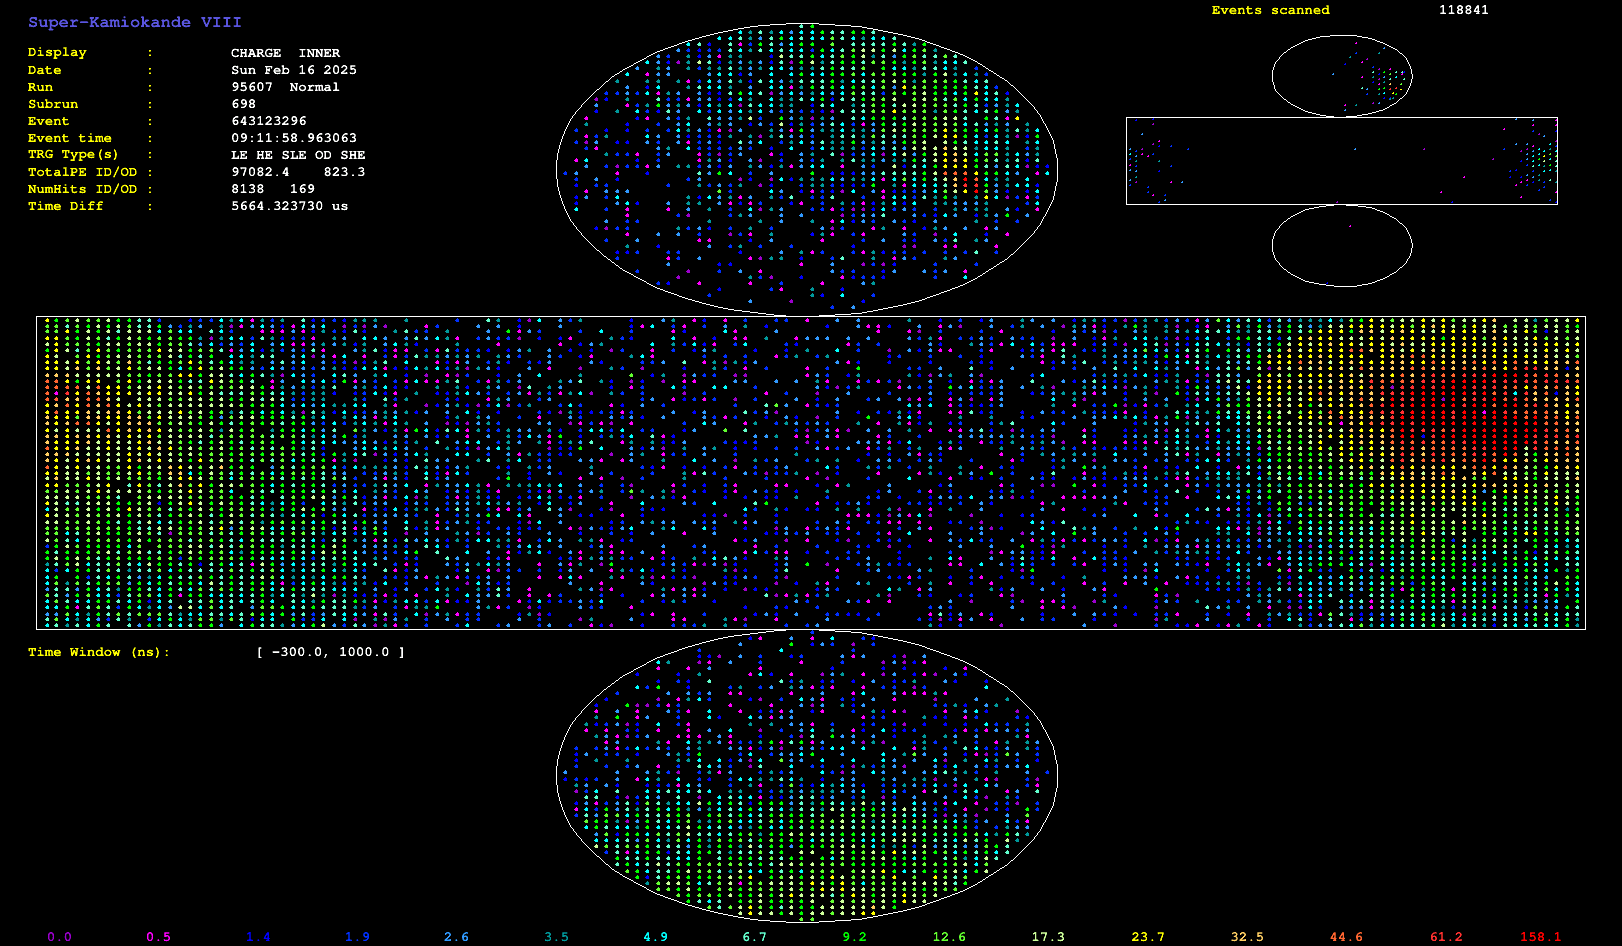 Super-Kamiokande VIII
Events scanned 118841
Display : CHARGE INNER
Date : Sun Feb 16 2025
Run : 95607 Normal
Subrun : 698
Event : 643123296
Event time : 09:11:58.963063
TRG Type(s) : LE HE SLE OD SHE
TotalPE ID/OD : 97082.4 823.3
NumHits ID/OD : 8138 169
Time Diff : 5664.323730 us
Time Window (ns): [ -300.0, 1000.0 ]
0.0 0.5 1.4 1.9 2.6 3.5 4.9 6.7 9.2 12.6 17.3 23.7 32.5 44.6 61.2 158.1